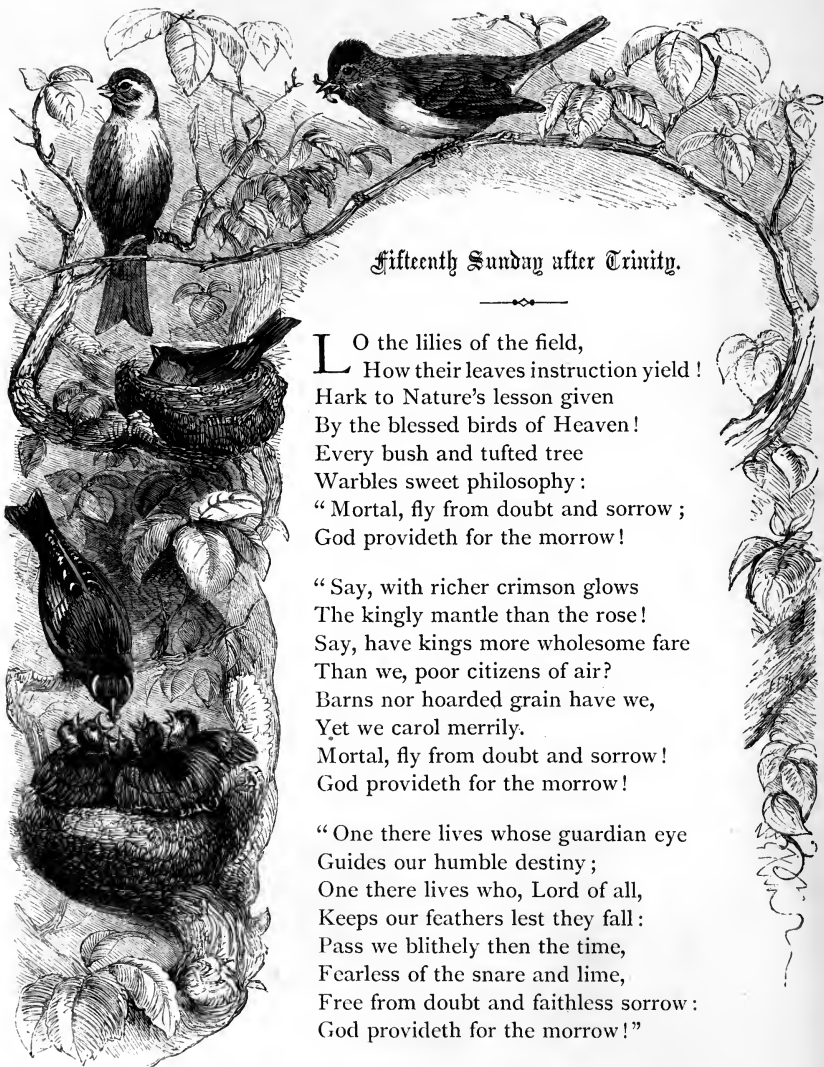 Fifteenth Sunday after Trinity.
LO the lilies of the field,
How their leaves instruction yield!
Hark to Nature's lesson given
By the blessed birds of Heaven!
Every bush and tufted tree
Warbles sweet philosophy:
"Mortal, fly from doubt and sorrow;
God provideth for the morrow!
"Say, with richer crimson glows
The kingly mantle than the rose!
Say, have kings more wholesome fare
Than we, poor citizens of air?
Barns nor hoarded grain have we,
Yet we carol merrily.
Mortal, fly from doubt and sorrow!
God provideth for the morrow!
"One there lives whose guardian eye
Guides our humble destiny;
One there lives who, Lord of all,
Keeps our feathers lest they fall:
Pass we blithely then the time,
Fearless of the snare and lime,
Free from doubt and faithless sorrow:
God provideth for the morrow!"